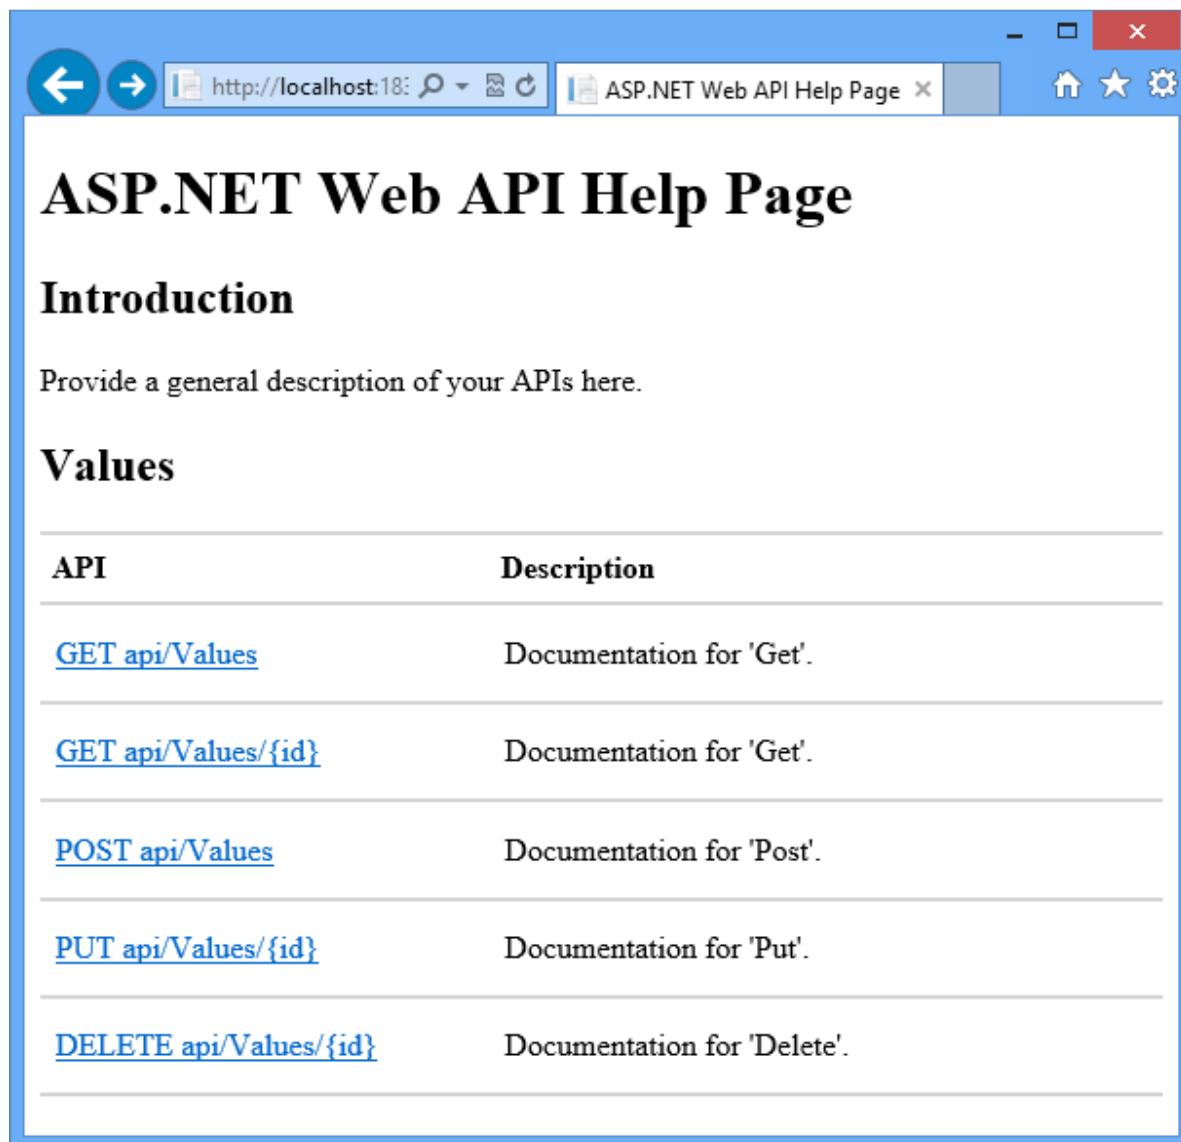 http://localhost:18
ASP.NET Web API Help Page
ASP.NET Web API Help Page
Introduction
Provide a general description of your APIs here.
Values
API Description
GET api/Values Documentation for 'Get'.
GET api/Values/{id} Documentation for 'Get'.
POST api/Values Documentation for 'Post'.
PUT api/Values/{id} Documentation for 'Put'.
DELETE api/Values/{id} Documentation for 'Delete'.